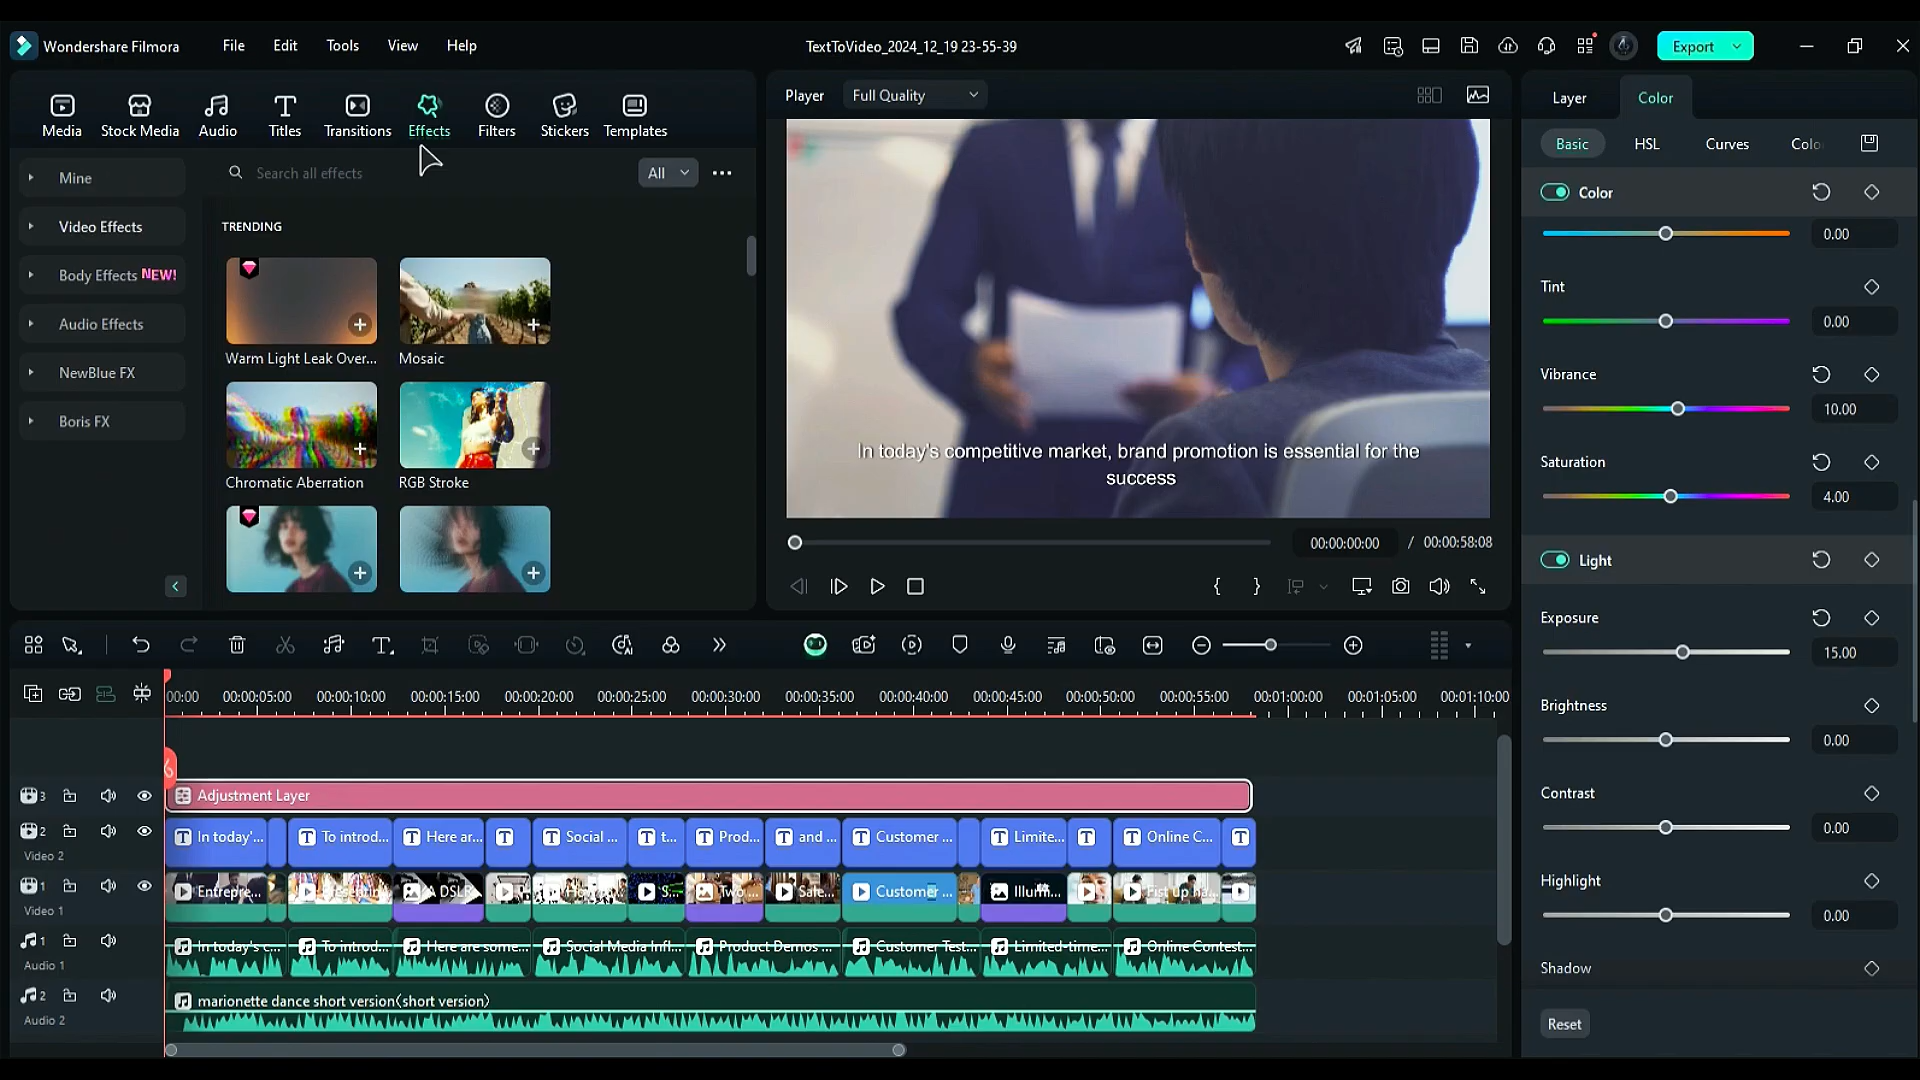 Wondershare Filmora
File
Edit
Tools
View
Help
TextToVideo_2024_12_19 23-55-39
Export
Media
Stock Media
Audio
Titles
Transitions
Effects
Filters
Stickers
Templates
Player
Full Quality
Layer
Color
Basic
HSL
Curves
Colo
Mine
Video Effects
Body Effects NEW!
Audio Effects
NewBlue FX
Boris FX
Search all effects
All
TRENDING
Warm Light Leak Over...
Mosaic
Chromatic Aberration
RGB Stroke
In today's competitive market, brand promotion is essential for the
success
00:00:00:00 / 00:00:58:08
Color
0.00
Tint
0.00
Vibrance
10.00
Saturation
4.00
Light
Exposure
15.00
Brightness
0.00
Contrast
0.00
Highlight
0.00
Shadow
Reset
00:00
00:00:05:00
00:00:10:00
00:00:15:00
00:00:20:00
00:00:25:00
00:00:30:00
00:00:35:00
00:00:40:00
00:00:45:00
00:00:50:00
00:00:55:00
00:01:00:00
00:01:05:00
00:01:10:00
3
Adjustment Layer
2
Video 2
In today'...
To introd...
Here ar...
Social ...
t...
Prod...
and ...
Customer ...
Limite...
Online C...
1
Video 1
Entrepre...
Presentin
A DSLR
S...
Two ...
Sale...
Customer ...
Illum...
Fist up ha...
1
Audio 1
In today's c...
To introd...
Here are some...
Social Media Infl...
Product Demos ...
Customer Test...
Limited-time...
Online Contest...
2
Audio 2
marionette dance short version(short version)